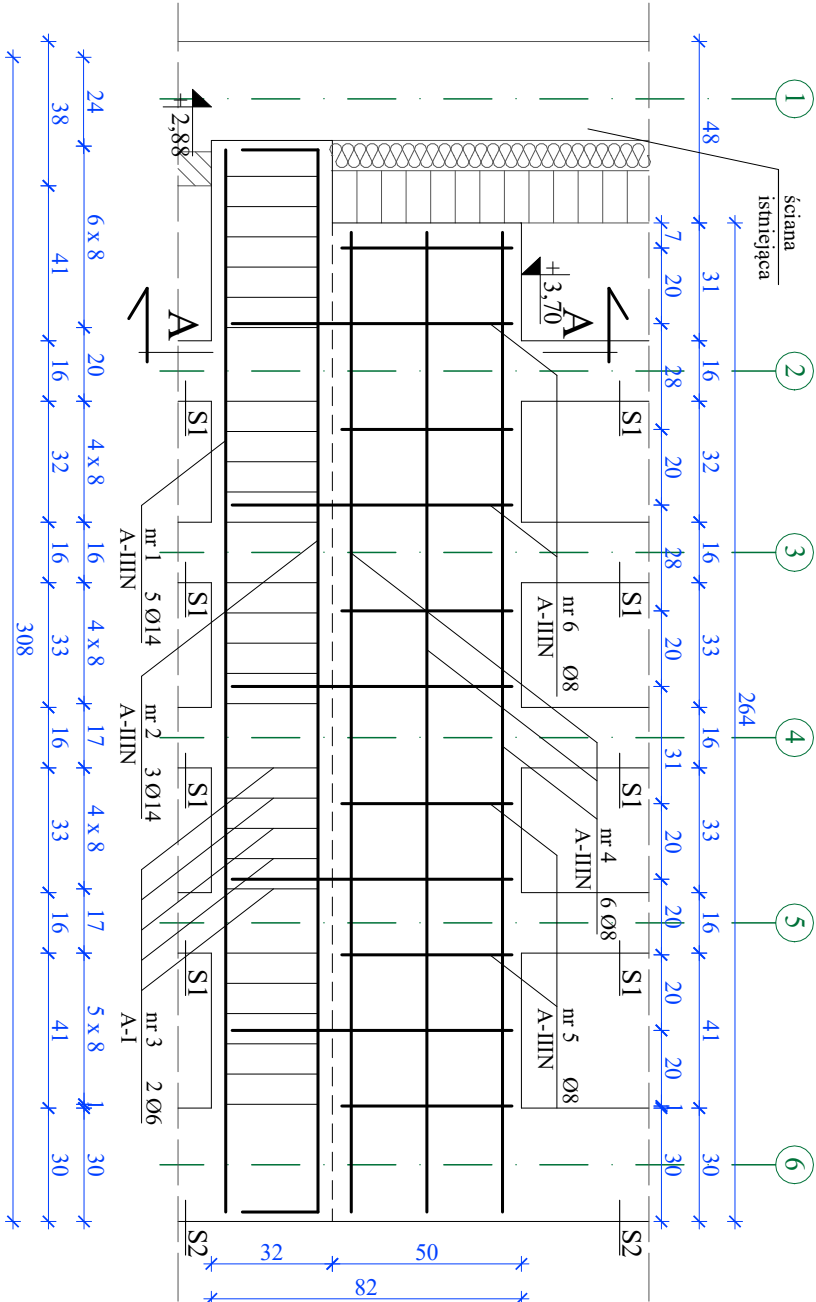 1 2 3 4 5 6
ściana
istniejąca
264
48 31 16 32 16 33 16 33 16 41 30
7 20 28 20 28 20 31 20 20 20 20 1 30
S1 S1 S1 S1 S2
nr 4 6 Ø8
A-IIIN
A
nr 6 Ø8
A-IIIN
nr 5 Ø8
A-IIIN
+ 3,70
50
32
82
+ 2,88
A
S1 S1 S1 S1 S2
nr 1 5 Ø14
A-IIIN
nr 2 3 Ø14
A-IIIN
nr 3 2 Ø6
A-I
24 6 x 8 20 4 x 8 16 4 x 8 17 4 x 8 17 5 x 8 1 30
38 41 16 32 16 33 16 33 16 41 30
308